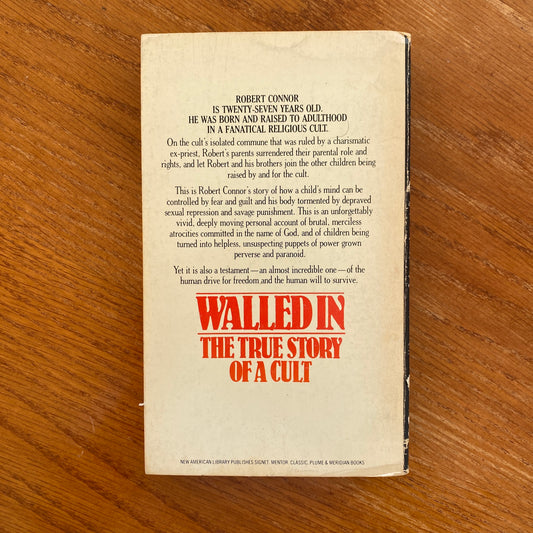 ROBERT CONNOR
IS TWENTY-SEVEN YEARS OLD.
HE WAS BORN AND RAISED TO ADULTHOOD
IN A FANATICAL RELIGIOUS CULT.
On the cult's isolated commune that was ruled by a charismatic
ex-priest, Robert's parents surrendered their parental role and
rights, and let Robert and his brothers join the other children being
raised by and for the cult.
This is Robert Connor's story of how a child's mind can be
controlled by fear and guilt and his body tormented by depraved
sexual repression and savage punishment. This is an unforgettably
vivid, deeply moving personal account of brutal, merciless
atrocities committed in the name of God, and of children being
turned into helpless, unsuspecting puppets of power grown
perverse and paranoid.
Yet it is also a testament—an almost incredible one—of the
human drive for freedom and the human will to survive.
WALLED IN
THE TRUE STORY
OF A CULT
NEW AMERICAN LIBRARY PUBLISHES SIGNET, MENTOR, CLASSIC, PLUME & MERIDIAN BOOKS